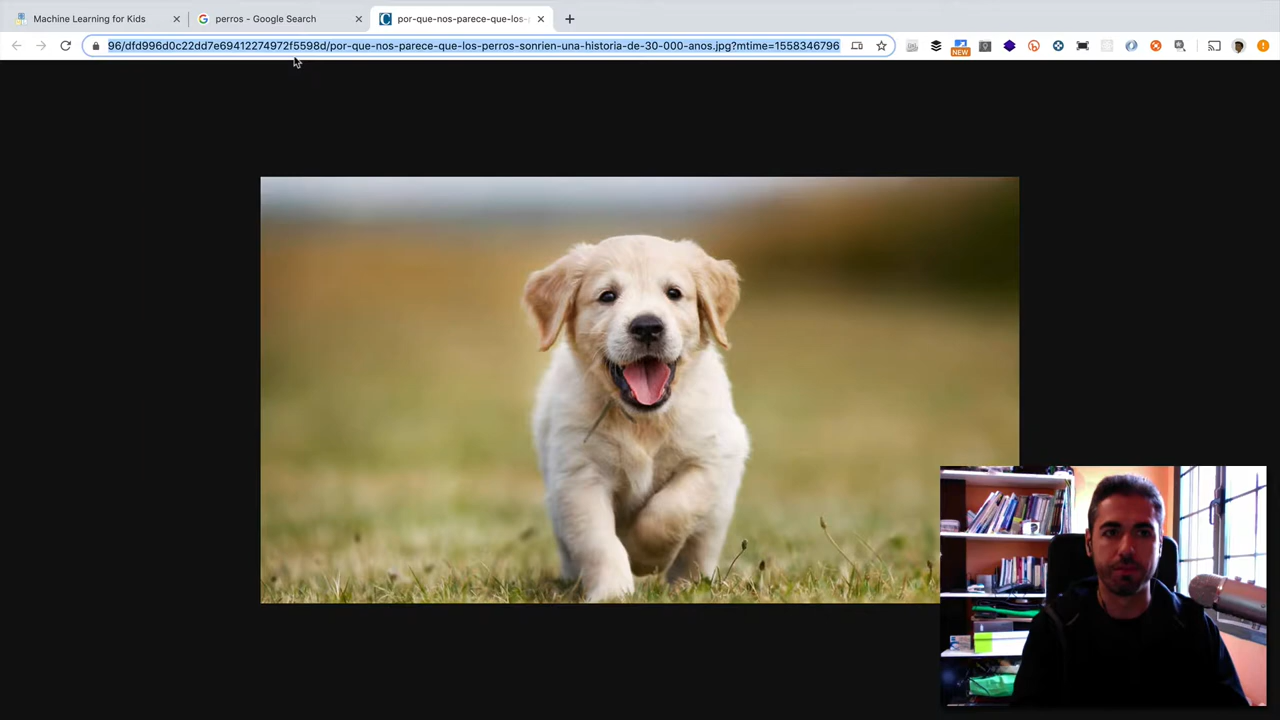 Machine Learning for Kids
perros - Google Search
por-que-nos-parece-que-los-
96/dfd996d0c22dd7e69412274972f5598d/por-que-nos-parece-que-los-perros-sonrien-una-historia-de-30-000-anos.jpg?mtime=1558346796
NEW